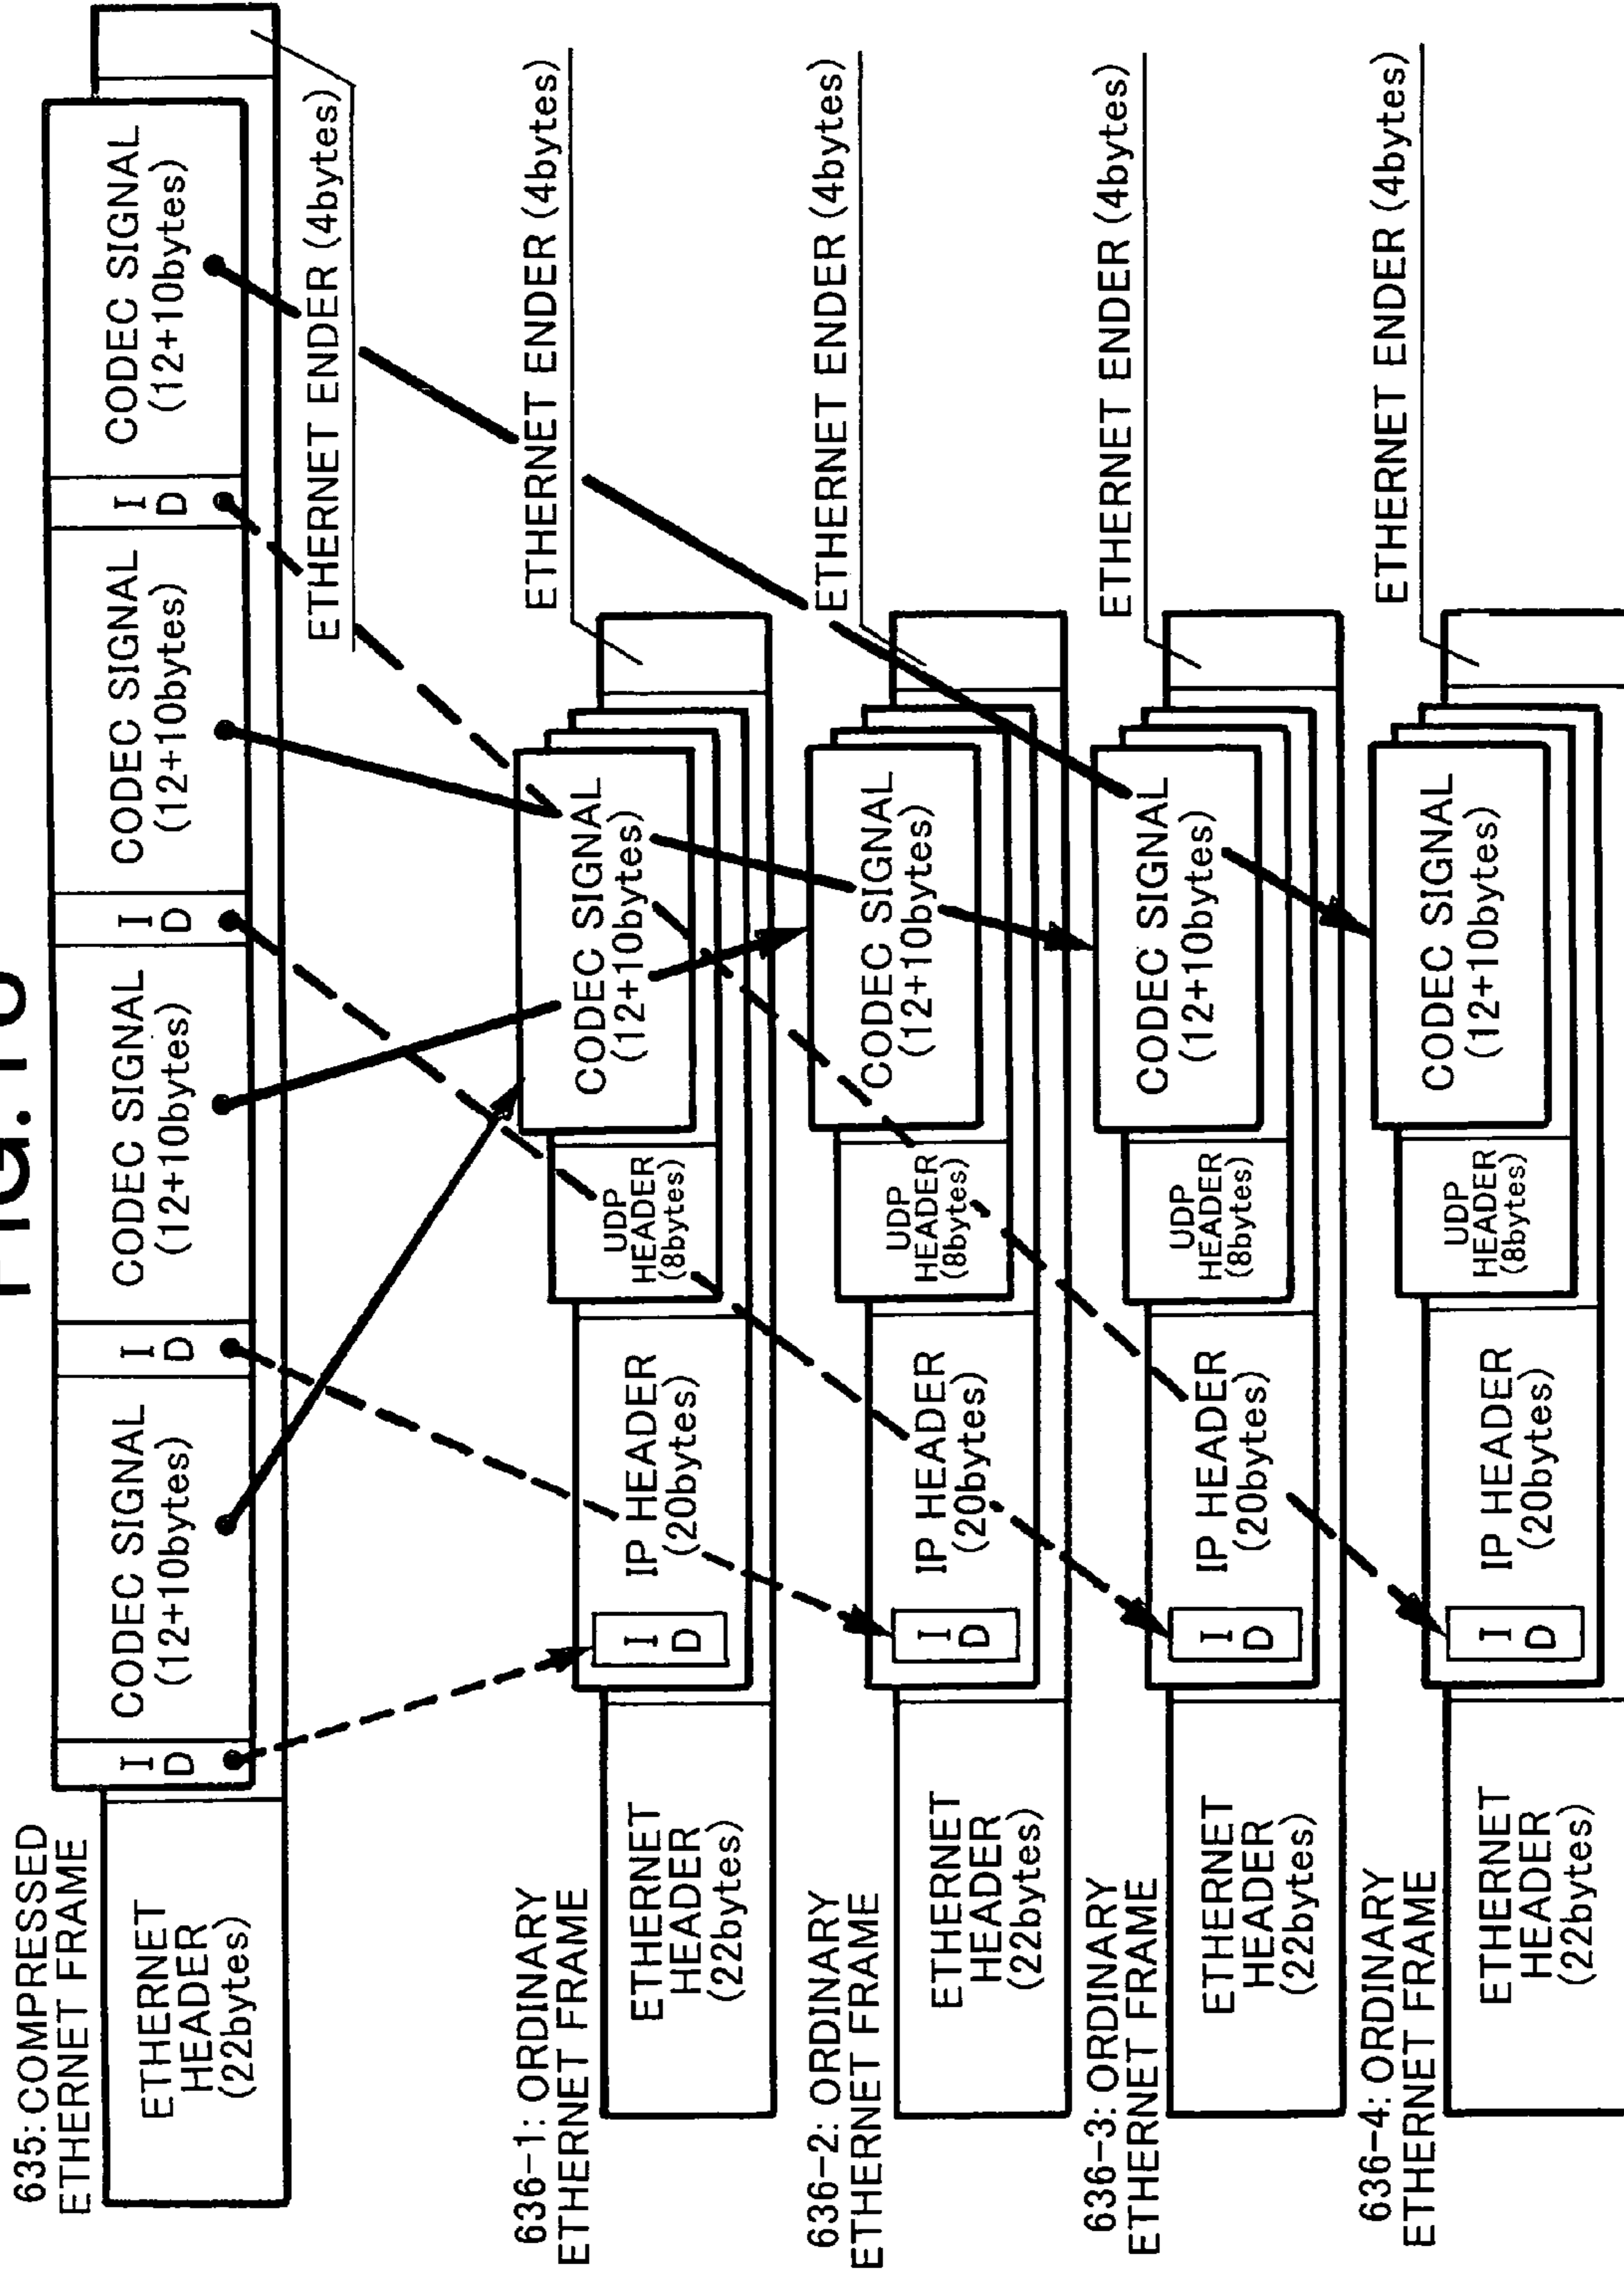 635: COMPRESSED
ETHERNET FRAME
ETHERNET
HEADER
(22bytes)
I
D
CODEC SIGNAL
(12+10bytes)
I
D
CODEC SIGNAL
(12+10bytes)
I
D
CODEC SIGNAL
(12+10bytes)
I
D
CODEC SIGNAL
(12+10bytes)
ETHERNET ENDER (4bytes)
636-1: ORDINARY
ETHERNET FRAME
ETHERNET
HEADER
(22bytes)
I
D
IP HEADER
(20bytes)
UDP
HEADER
(8bytes)
CODEC SIGNAL
(12+10bytes)
ETHERNET ENDER (4bytes)
636-2: ORDINARY
ETHERNET FRAME
ETHERNET
HEADER
(22bytes)
I
D
IP HEADER
(20bytes)
UDP
HEADER
(8bytes)
CODEC SIGNAL
(12+10bytes)
ETHERNET ENDER (4bytes)
636-3: ORDINARY
ETHERNET FRAME
ETHERNET
HEADER
(22bytes)
I
D
IP HEADER
(20bytes)
UDP
HEADER
(8bytes)
CODEC SIGNAL
(12+10bytes)
ETHERNET ENDER (4bytes)
636-4: ORDINARY
ETHERNET FRAME
ETHERNET
HEADER
(22bytes)
I
D
IP HEADER
(20bytes)
UDP
HEADER
(8bytes)
CODEC SIGNAL
(12+10bytes)
ETHERNET ENDER (4bytes)